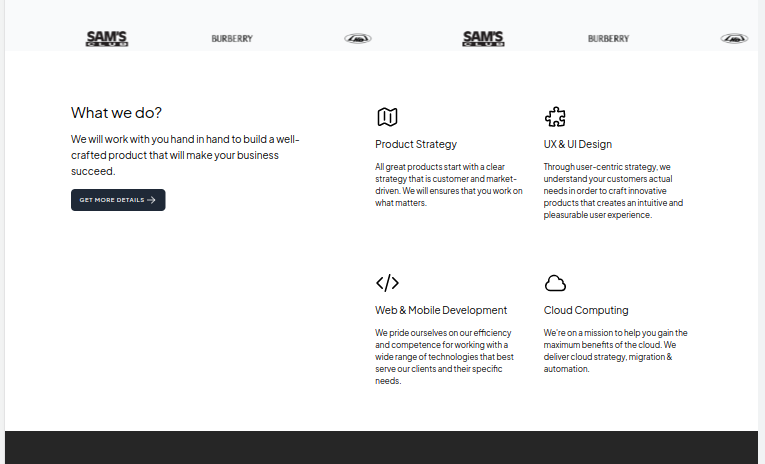 SAM'S CLUB BURBERRY SAM'S CLUB BURBERRY
What we do?
We will work with you hand in hand to build a well-
crafted product that will make your business
succeed.
GET MORE DETAILS
Product Strategy
All great products start with a clear
strategy that is customer and market-
driven. We will ensures that you work on
what matters.
UX & UI Design
Through user-centric strategy, we
understand your customers actual
needs in order to craft innovative
products that creates an intuitive and
pleasurable user experience.
Web & Mobile Development
We pride ourselves on our efficiency
and competence for working with a
wide range of technologies that best
serve our clients and their specific
needs.
Cloud Computing
We're on a mission to help you gain the
maximum benefits of the cloud. We
deliver cloud strategy, migration &
automation.